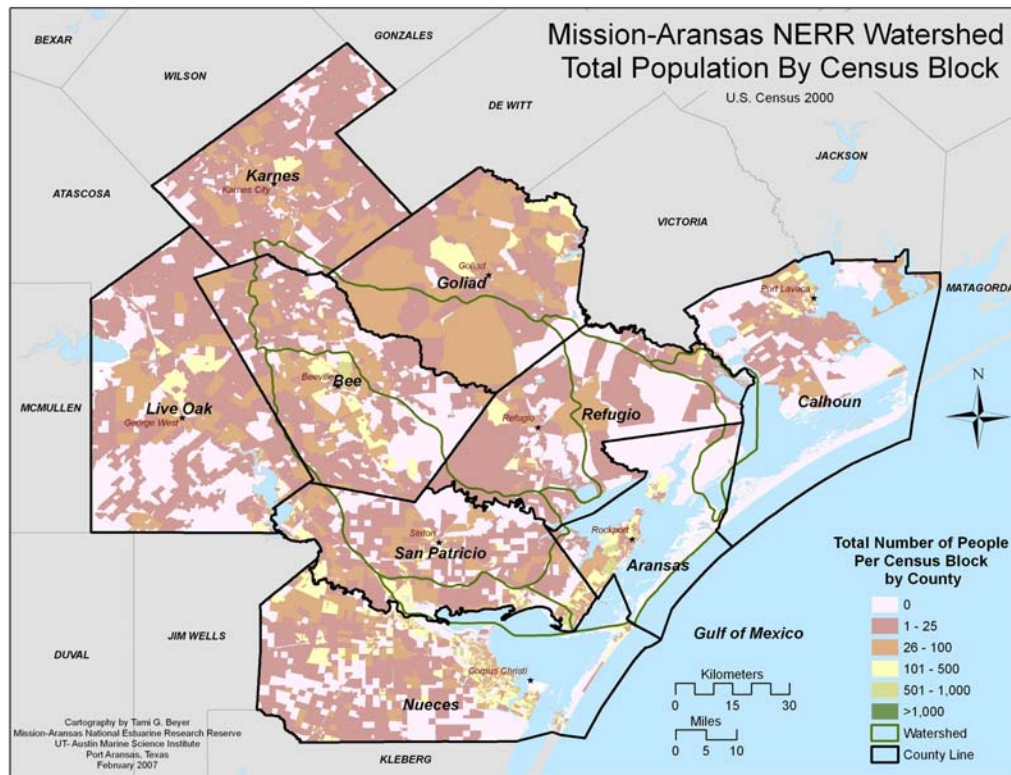 Mission-Aransas NERR Watershed
Total Population By Census Block
U.S. Census 2000
BEXAR
GONZALES
WILSON
DE WITT
JACKSON
ATASCOSA
Karnes
Karnes City
VICTORIA
Goliad
Goliad
Port Lavaca
MATAGORDA
MCMULLEN
Beeville
Bee
Live Oak
George West
Refugio
Refugio
Calhoun
N
Sinton
San Patricio
Rockport
Aransas
JIM WELLS
DUVAL
Corpus Christi
Nueces
KLEBERG
Gulf of Mexico
Kilometers
0 15 30
Miles
0 5 10
Total Number of People
Per Census Block
by County
0
1 - 25
26 - 100
101 - 500
501 - 1,000
>1,000
Watershed
County Line
Cartography by Tami G. Beyer
Mission-Aransas National Estuarine Research Reserve
UT- Austin Marine Science Institute
Port Aransas, Texas
February 2007